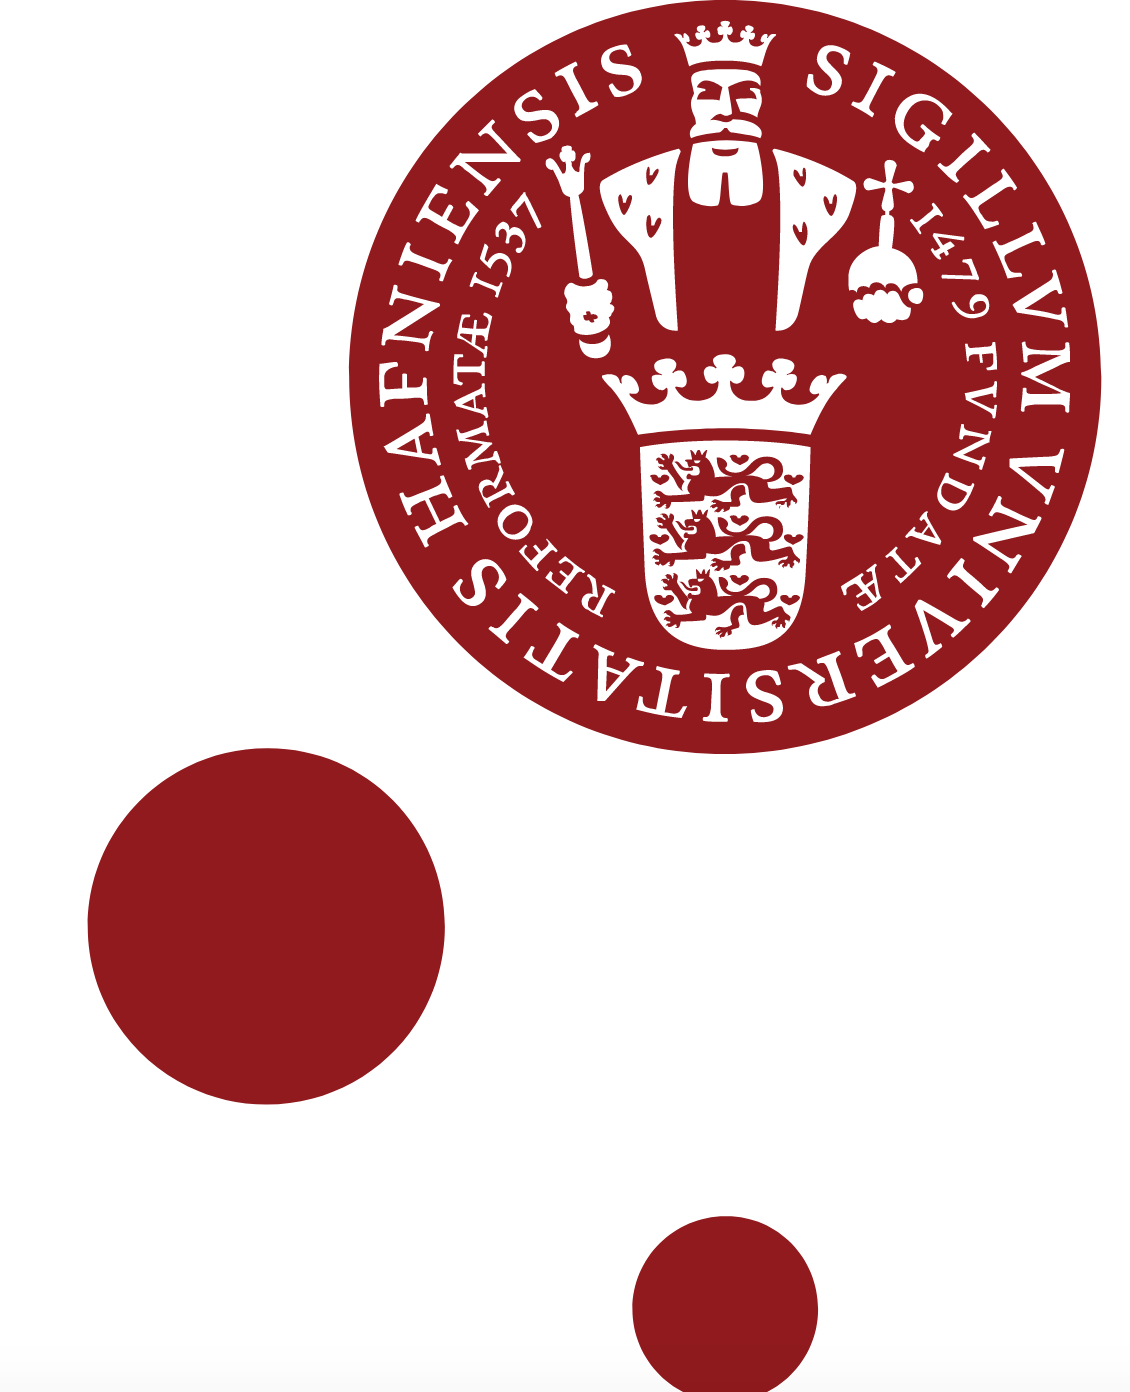 SIGILLVM VNIVERSITATIS HAFNIENSIS
1479 FVNDATÆ
REFORMATÆ 1537